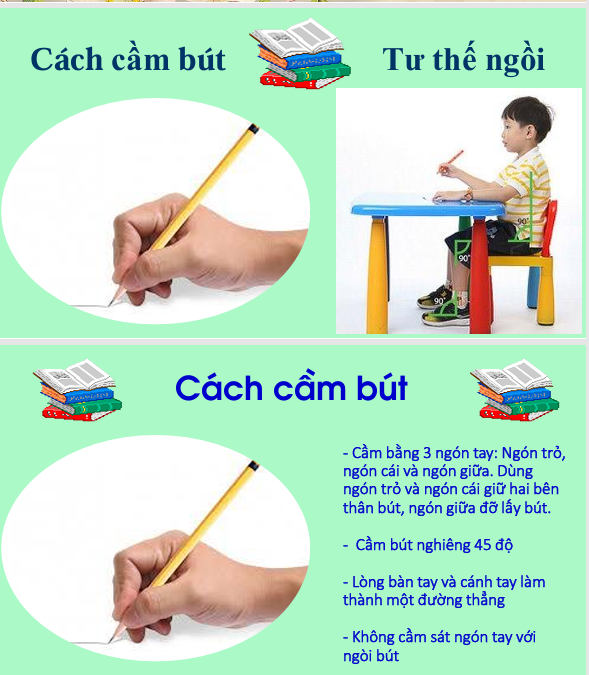 Cách cầm bút
Tư thế ngồi
90°
90°
90°
Cách cầm bút
- Cầm bằng 3 ngón tay: Ngón trỏ,
ngón cái và ngón giữa. Dùng
ngón trỏ và ngón cái giữ hai bên
thân bút, ngón giữa đỡ lấy bút.
- Cầm bút nghiêng 45 độ
- Lòng bàn tay và cánh tay làm
thành một đường thẳng
- Không cầm sát ngón tay với
ngòi bút